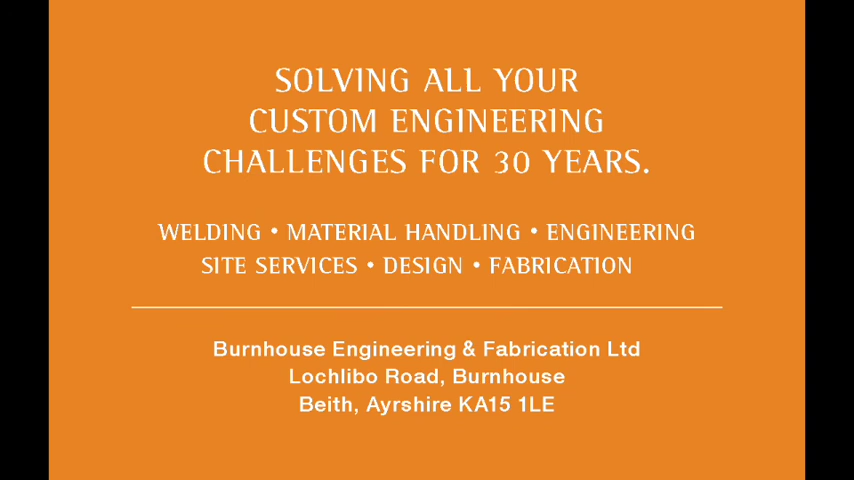 SOLVING ALL YOUR
CUSTOM ENGINEERING
CHALLENGES FOR 30 YEARS.
WELDING • MATERIAL HANDLING • ENGINEERING
SITE SERVICES • DESIGN • FABRICATION
Burnhouse Engineering & Fabrication Ltd
Lochlibo Road, Burnhouse
Beith, Ayrshire KA15 1LE